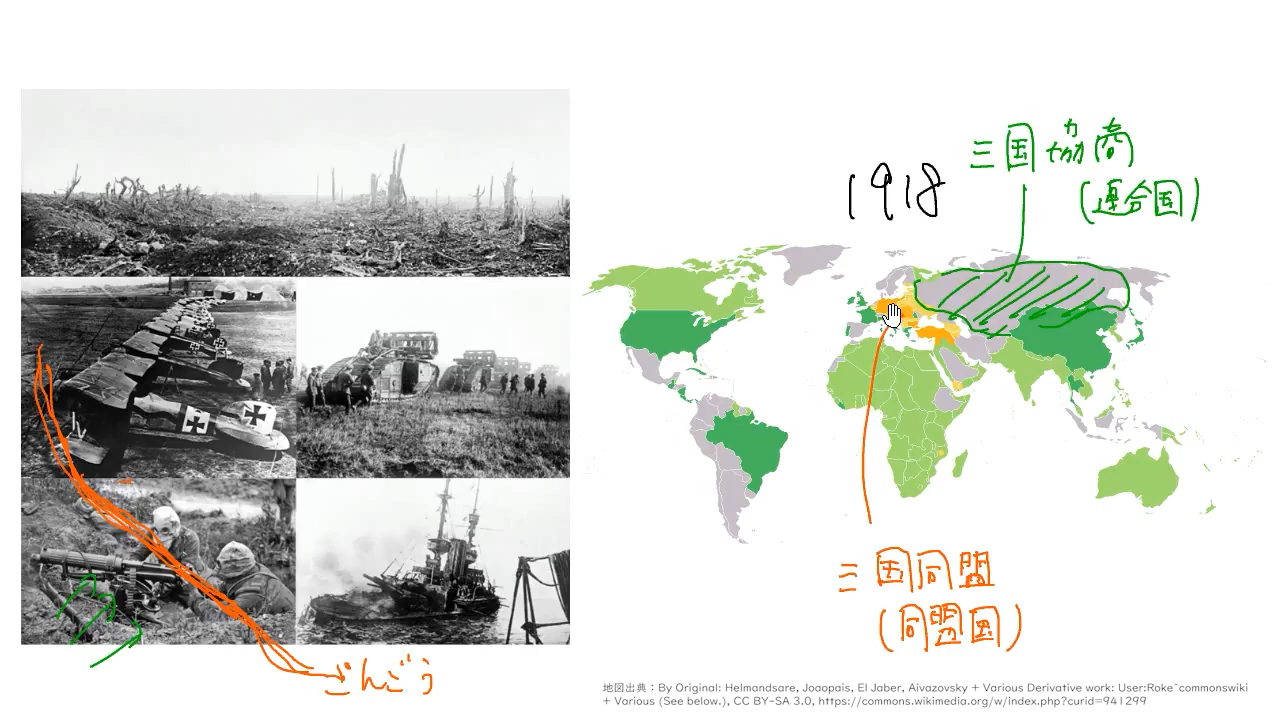 1918
三国協商
(連合国)
三国同盟
(同盟国)
ざんごう
地図出典：By Original: Helmandsare, Joaopais, El Jaber, Aivazovsky + Various Derivative work: User:Roke~commonswiki
+ Various (See below.), CC BY-SA 3.0, https://commons.wikimedia.org/w/index.php?curid=941299